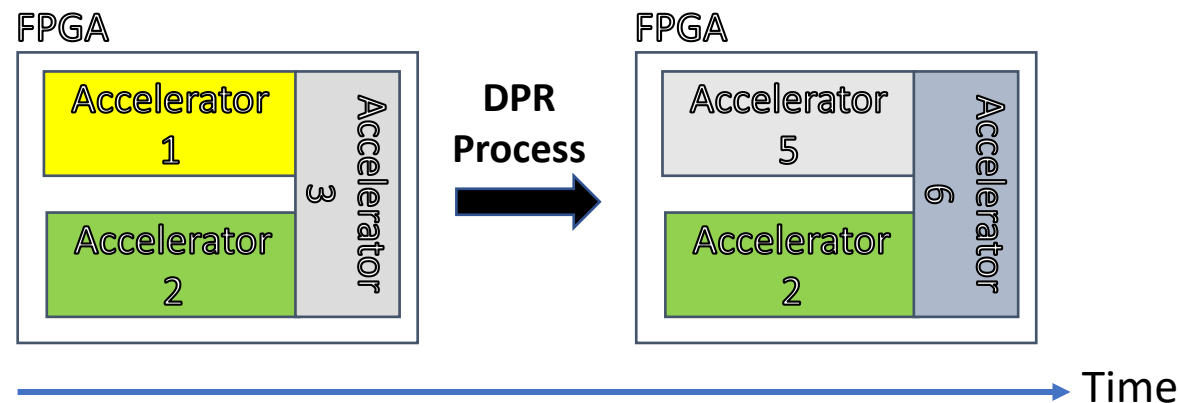 FPGA
Accelerator
1
Accelerator
3
Accelerator
2
DPR
Process
FPGA
Accelerator
5
Accelerator
6
Accelerator
2
Time